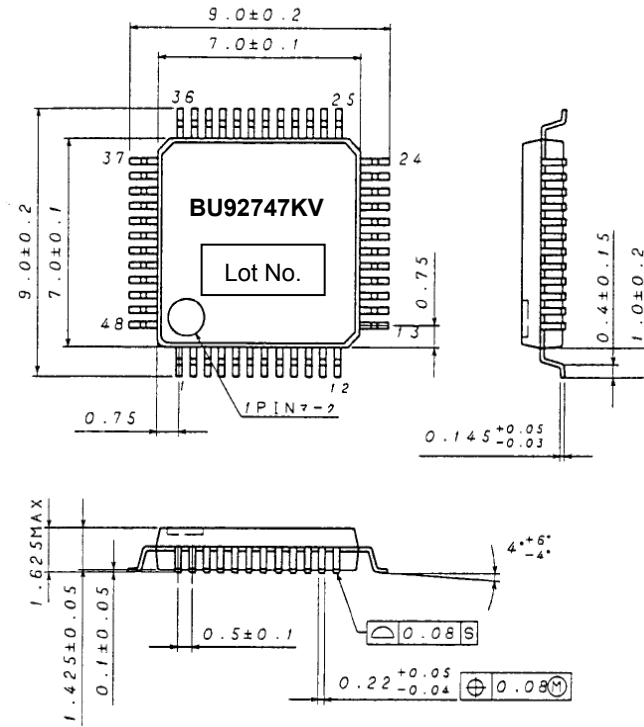 9.0±0.2
7.0±0.1
36
25
37
24
BU92747KV
Lot No.
9.0±0.2
7.0±0.1
48
13
0.75
1
12
1PINマーク
0.75
0.4±0.15
1.0±0.2
0.145 +0.05 -0.03
1.625MAX
1.425±0.05
0.1±0.05
0.5±0.1
4° +6° -4°
⌓ 0.08 S
0.22 +0.05 -0.04 ⌖ 0.08 Ⓜ